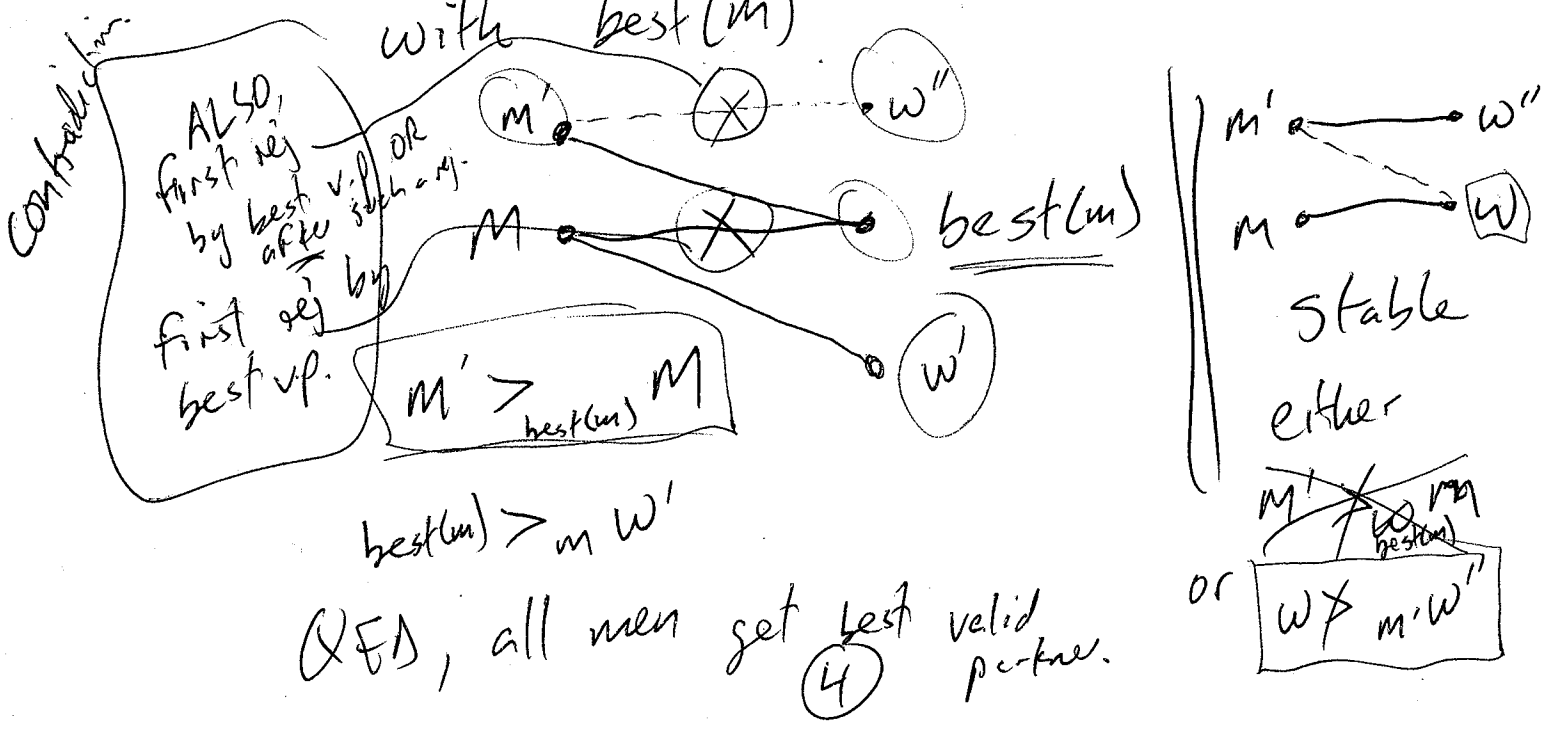 contradiction.
with best(m)
ALSO,
first rej
by best v.p. OR
after such a rej.
first rej by
best v.p.
m' w''
m best(m)
w'
m' >best(m) m
best(m) >m w'
QED, all men get best valid
partner.
4
m' w''
m w
stable
either
m' ≯ m
best(m)
or w ≯m' w''